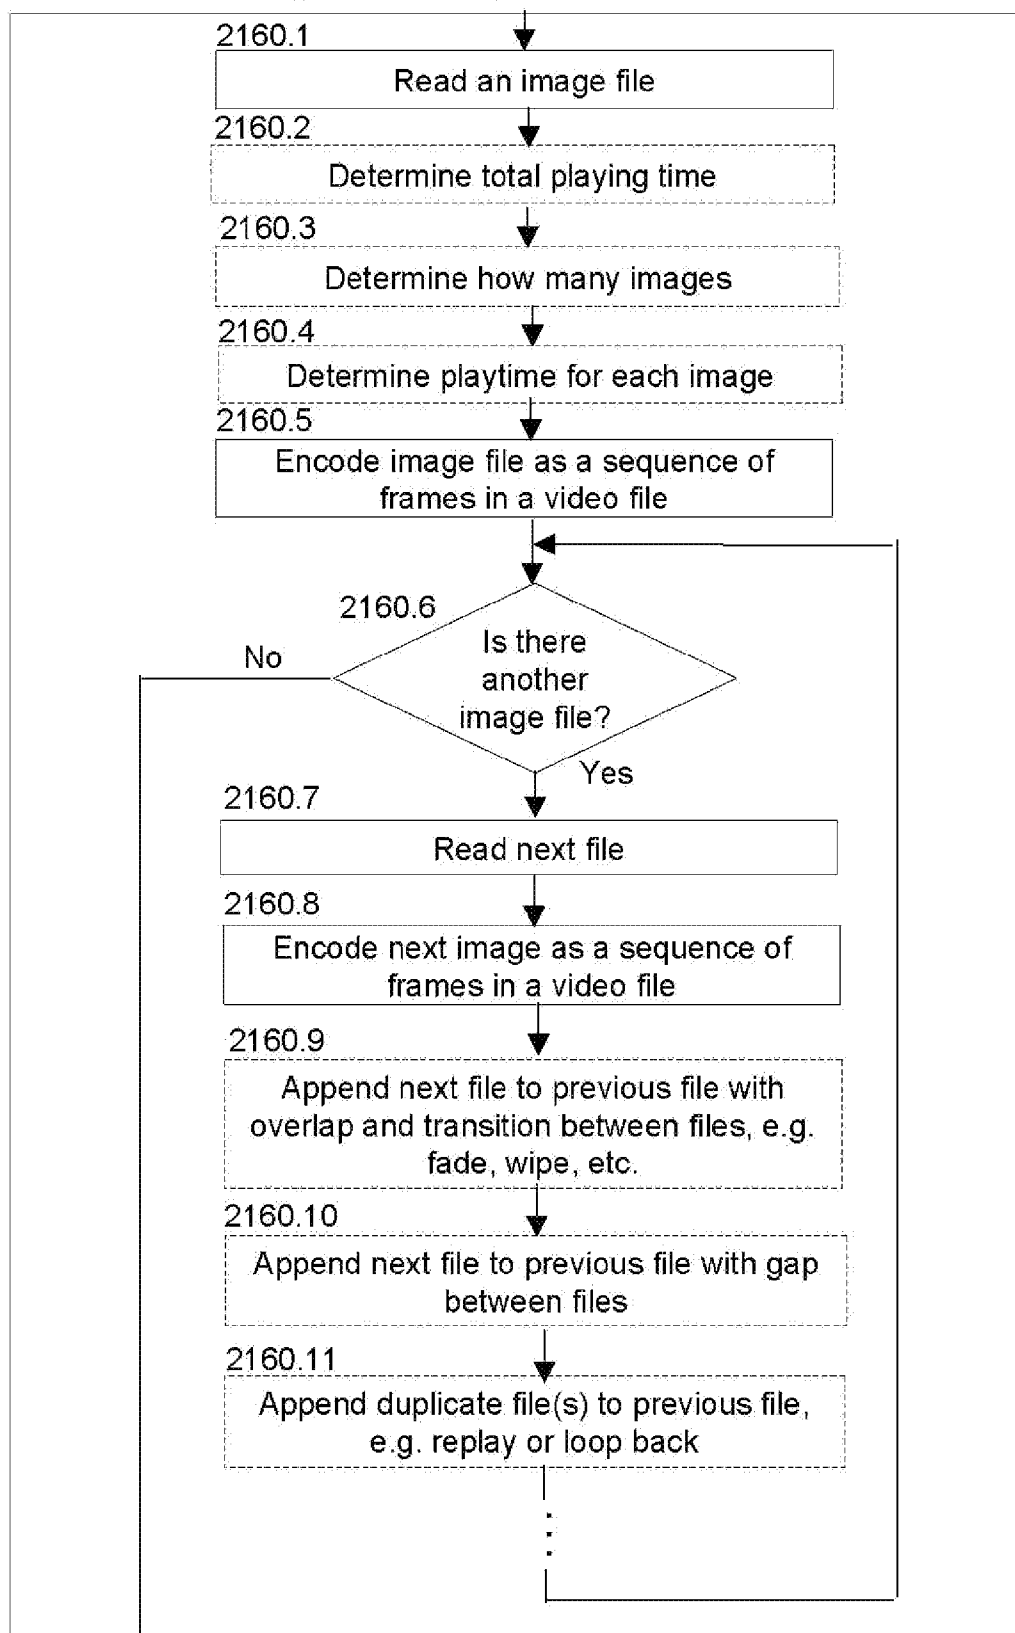 2160.1
Read an image file
2160.2
Determine total playing time
2160.3
Determine how many images
2160.4
Determine playtime for each image
2160.5
Encode image file as a sequence of
frames in a video file
2160.6
Is there
another
image file?
No
Yes
2160.7
Read next file
2160.8
Encode next image as a sequence of
frames in a video file
2160.9
Append next file to previous file with
overlap and transition between files, e.g.
fade, wipe, etc.
2160.10
Append next file to previous file with gap
between files
2160.11
Append duplicate file(s) to previous file,
e.g. replay or loop back